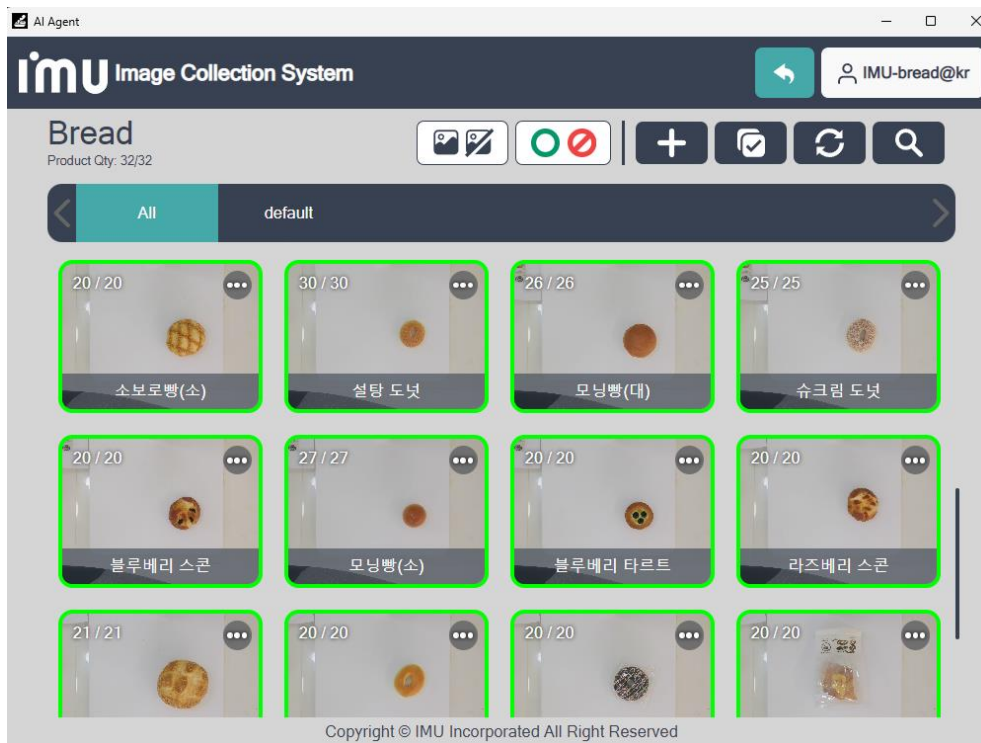 AI Agent
i'mu Image Collection System
IMU-bread@kr
Bread
Product Qty: 32/32
All default
20 / 20 30 / 30 26 / 26 25 / 25
소보로빵(소) 설탕 도넛 모닝빵(대) 슈크림 도넛
20 / 20 27 / 27 20 / 20 20 / 20
블루베리 스콘 모닝빵(소) 블루베리 타르트 라즈베리 스콘
21 / 21 20 / 20 20 / 20 20 / 20
Copyright © IMU Incorporated All Right Reserved